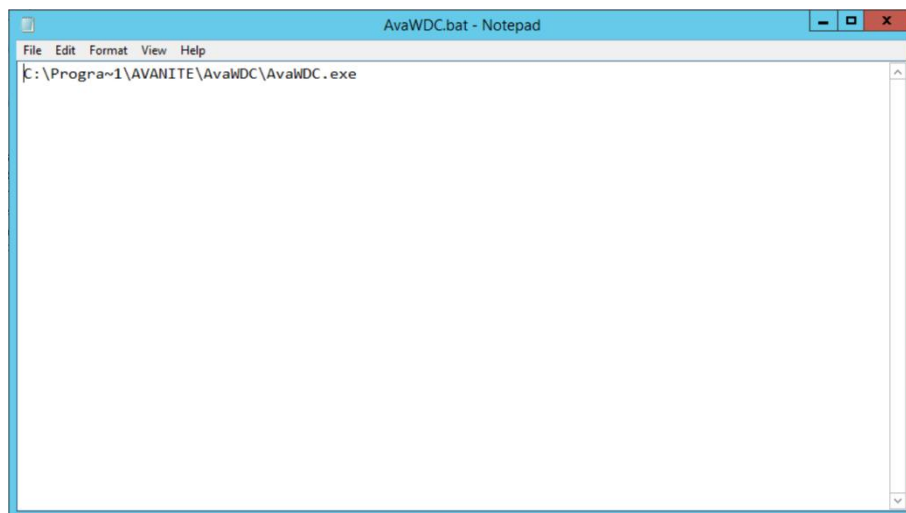 AvaWDC.bat - Notepad
File Edit Format View Help
C:\Progra~1\AVANITE\AvaWDC\AvaWDC.exe